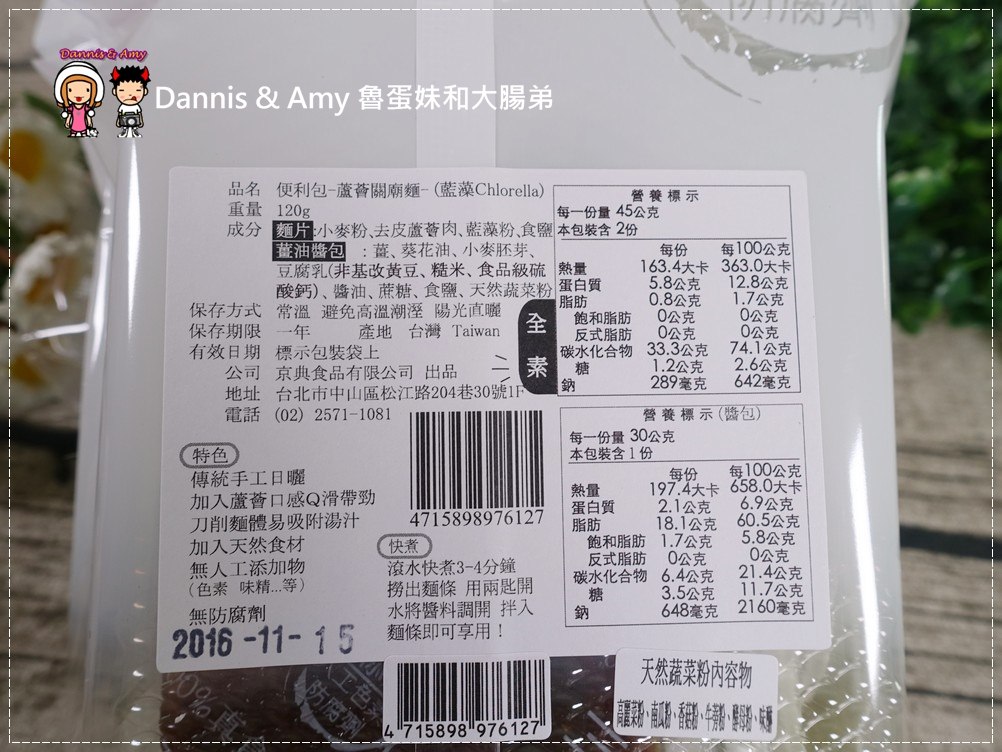 防腐劑
Dannis & Amy
Dannis & Amy 魯蛋妹和大腸弟
品名 便利包-蘆薈關廟麵-(藍藻Chlorella)
重量 120g
成分 麵片:小麥粉、去皮蘆薈肉、藍藻粉、食鹽
薑油醬包 :薑、葵花油、小麥胚芽、
豆腐乳(非基改黃豆、糙米、食品級硫
酸鈣)、醬油、蔗糖、食鹽、天然蔬菜粉
保存方式 常溫 避免高溫潮溼 陽光直曬
保存期限 一年 產地 台灣 Taiwan
有效日期 標示包裝袋上
公司 京典食品有限公司 出品
地址 台北市中山區松江路204巷30號1F
電話 (02) 2571-1081
全素
特色
傳統手工日曬
加入蘆薈口感Q滑帶勁
刀削麵體易吸附湯汁
加入天然食材
無人工添加物
(色素 味精...等)
無防腐劑
2016-11-15
4715898976127
快煮
滾水快煮3-4分鐘
撈出麵條 用兩匙開
水將醬料調開 拌入
麵條即可享用！
營養標示
每一份量 45公克
本包裝含 2份
每份 每100公克
熱量 163.4大卡 363.0大卡
蛋白質 5.8公克 12.8公克
脂肪 0.8公克 1.7公克
飽和脂肪 0公克 0公克
反式脂肪 0公克 0公克
碳水化合物 33.3公克 74.1公克
糖 1.2公克 2.6公克
鈉 289毫克 642毫克
營養標示(醬包)
每一份量 30公克
本包裝含 1份
每份 每100公克
熱量 197.4大卡 658.0大卡
蛋白質 2.1公克 6.9公克
脂肪 18.1公克 60.5公克
飽和脂肪 1.7公克 5.8公克
反式脂肪 0公克 0公克
碳水化合物 6.4公克 21.4公克
糖 3.5公克 11.7公克
鈉 648毫克 2160毫克
4 715898 976127
天然蔬菜粉內容物
高麗菜粉、南瓜粉、香菇粉、牛蒡粉、酵母粉、味醂
防腐劑